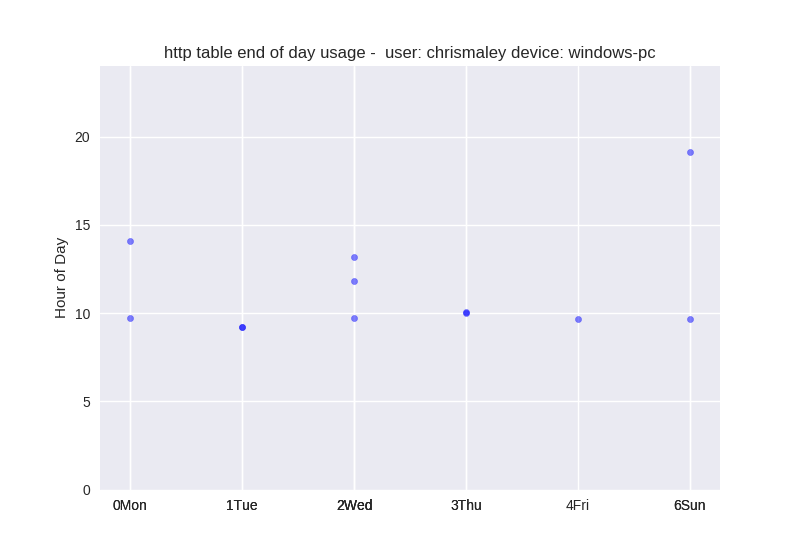 http table end of day usage -  user: chrismaley device: windows-pc
Hour of Day
20
15
10
5
0
0Mon 1Tue 2Wed 3Thu 4Fri 6Sun